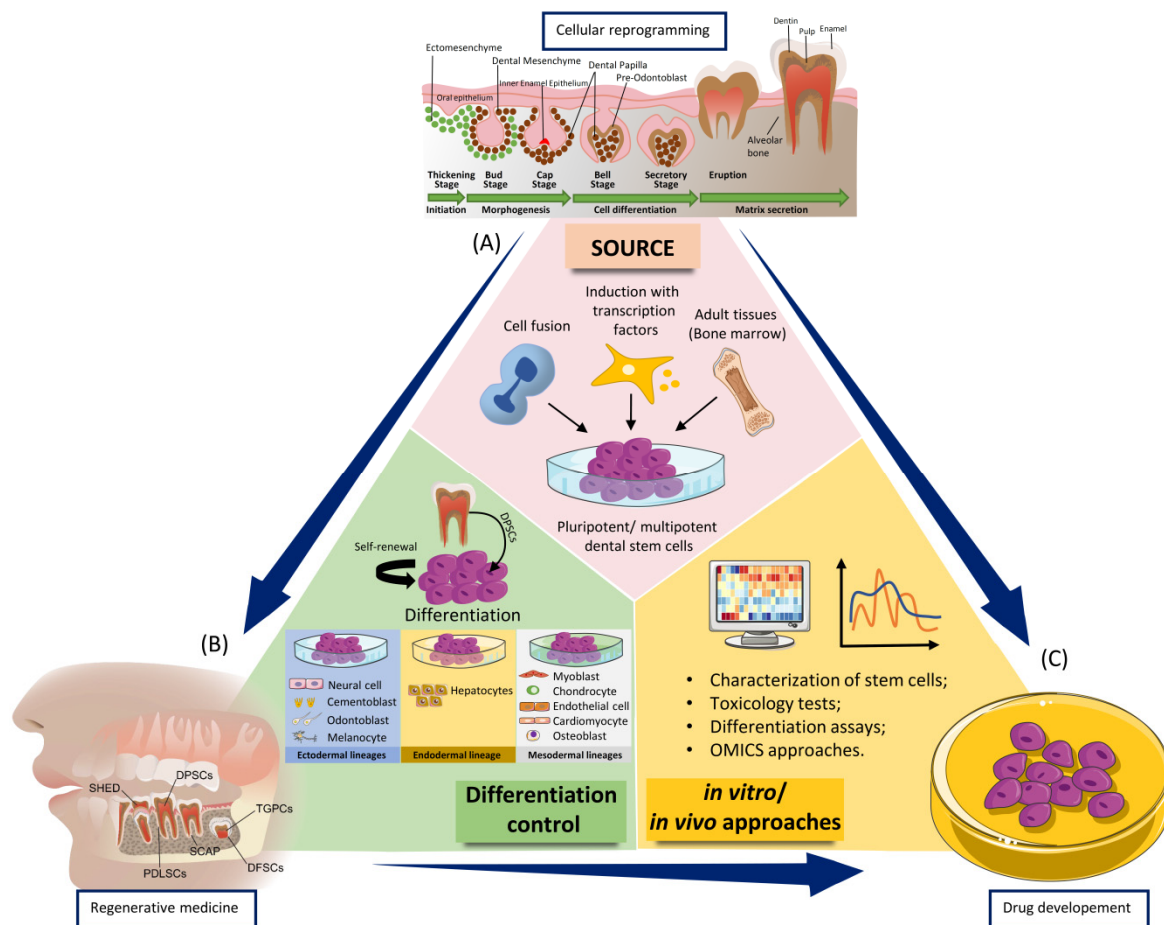 Cellular reprogramming
Dentin
Pulp
Enamel
Ectomesenchyme
Dental Mesenchyme
Dental Papilla
Inner Enamel Epithelium
Pre-Odontoblast
Oral epithelium
Alveolar
bone
Thickening
Stage
Bud
Stage
Cap
Stage
Bell
Stage
Secretory
Stage
Eruption
Initiation
Morphogenesis
Cell differentiation
Matrix secretion
(A)
SOURCE
Cell fusion
Induction with
transcription
factors
Adult tissues
(Bone marrow)
Pluripotent/ multipotent
dental stem cells
DPSCs
Self-renewal
Differentiation
Neural cell
Cementoblast
Odontoblast
Melanocyte
Ectodermal lineages
Hepatocytes
Endodermal lineage
Myoblast
Chondrocyte
Endothelial cell
Cardiomyocyte
Osteoblast
Mesodermal lineages
Differentiation
control
• Characterization of stem cells;
• Toxicology tests;
• Differentiation assays;
• OMICS approaches.
in vitro/
in vivo approaches
(B)
DPSCs
SHED
TGPCs
SCAP
PDLSCs
DFSCs
Regenerative medicine
(C)
Drug developement